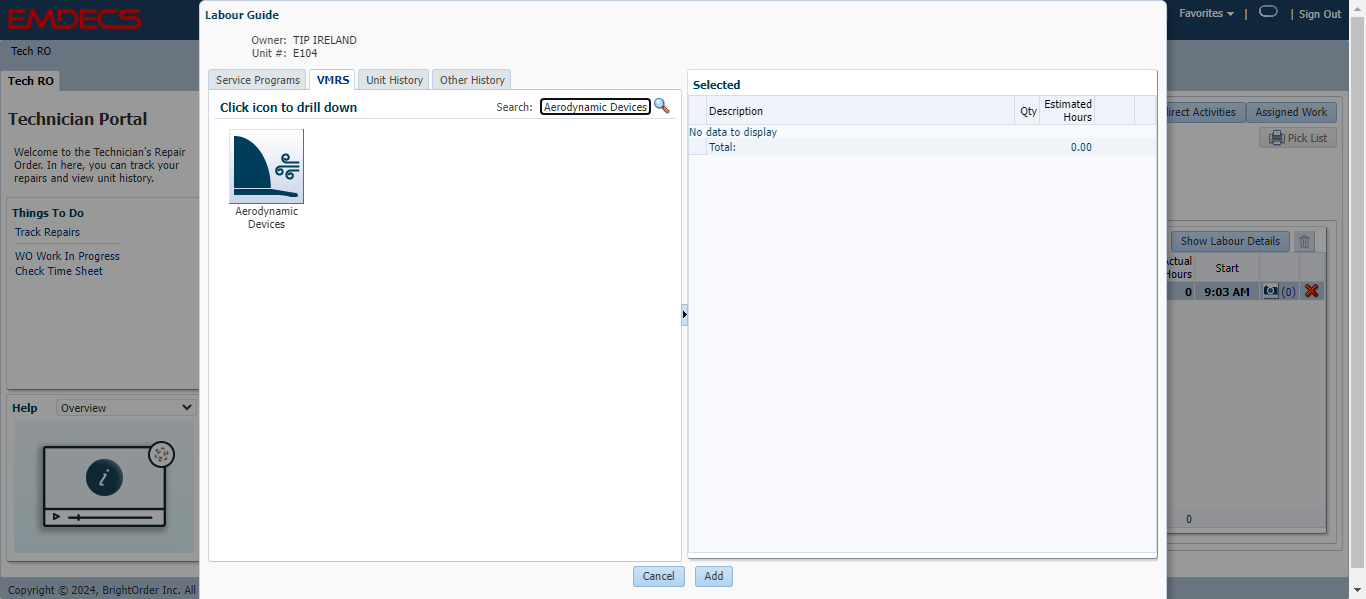 EMDECS
Favorites
|
| Sign Out
Tech RO
Tech RO
Technician Portal
Welcome to the Technician's Repair
Order. In here, you can track your
repairs and view unit history.
Things To Do
Track Repairs
WO Work In Progress
Check Time Sheet
Help
Overview
i
Copyright © 2024, BrightOrder Inc. All
Labour Guide
Owner: TIP IRELAND
Unit #: E104
Service Programs
VMRS
Unit History
Other History
Click icon to drill down
Search: Aerodynamic Devices
Aerodynamic
Devices
Selected
Description
Qty
Estimated
Hours
No data to display
Total: 0.00
Cancel
Add
irect Activities
Assigned Work
Pick List
Show Labour Details
ctual
Hours
Start
0
9:03 AM
(0)
0